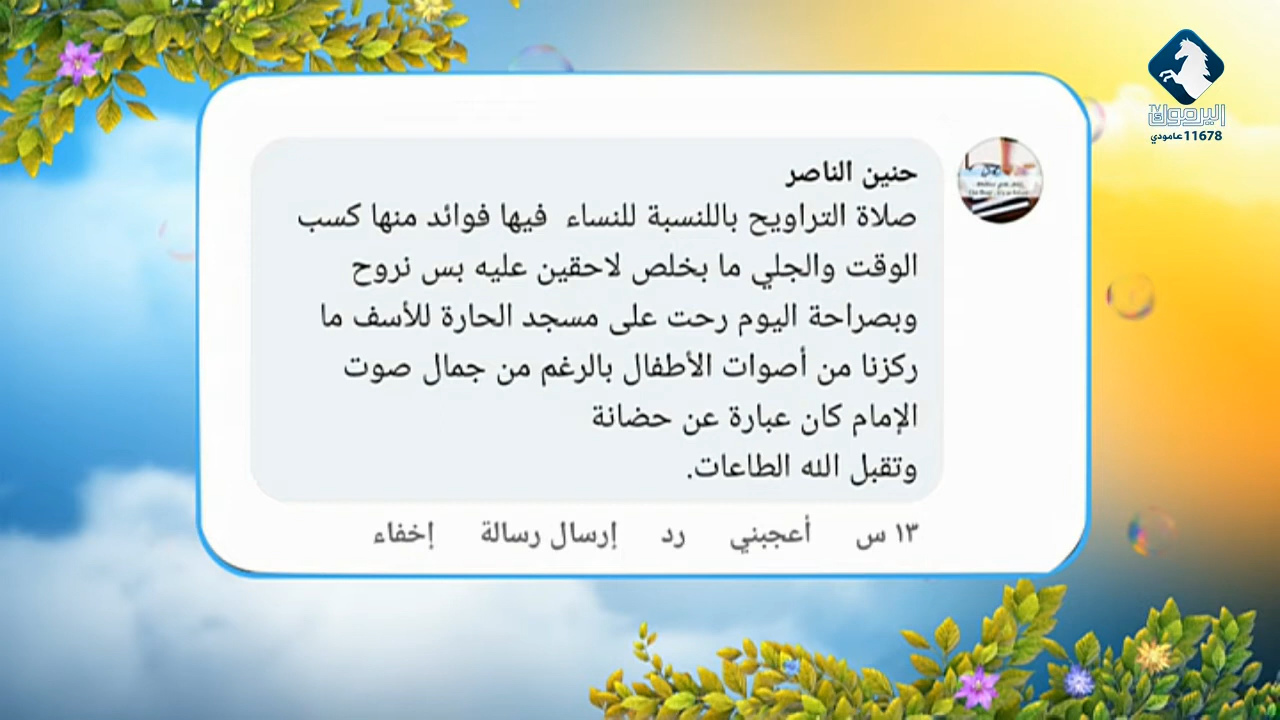 اليرموك
TV
11678 عامودي
حنين الناصر
صلاة التراويح باللنسبة للنساء فيها فوائد منها كسب
الوقت والجلي ما بخلص لاحقين عليه بس نروح
وبصراحة اليوم رحت على مسجد الحارة للأسف ما
ركزنا من أصوات الأطفال بالرغم من جمال صوت
الإمام كان عبارة عن حضانة
وتقبل الله الطاعات.
١٣ س أعجبني رد إرسال رسالة إخفاء